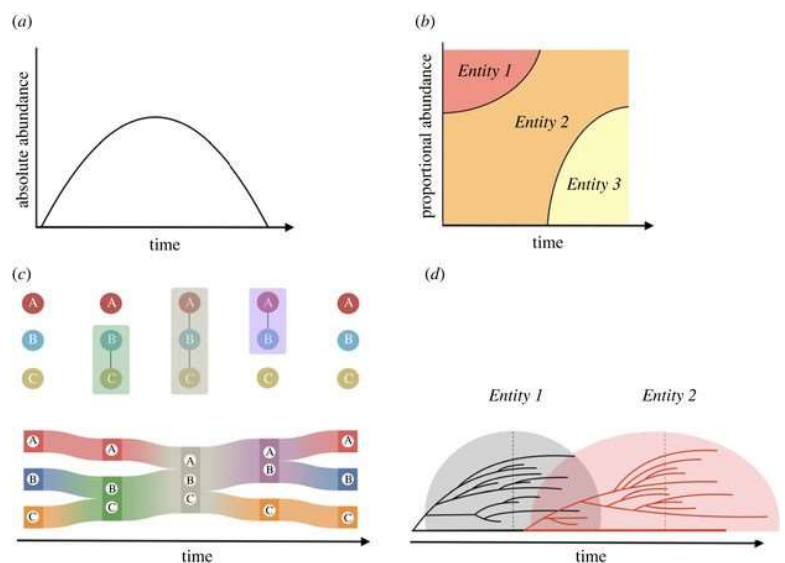 (a)
absolute abundance
time
(b)
proportional abundance
Entity 1
Entity 2
Entity 3
time
(c)
A A A A A
B B B B B
C C C C C
A A A A A
B B B B B
C C C C C
time
(d)
Entity 1 Entity 2
time